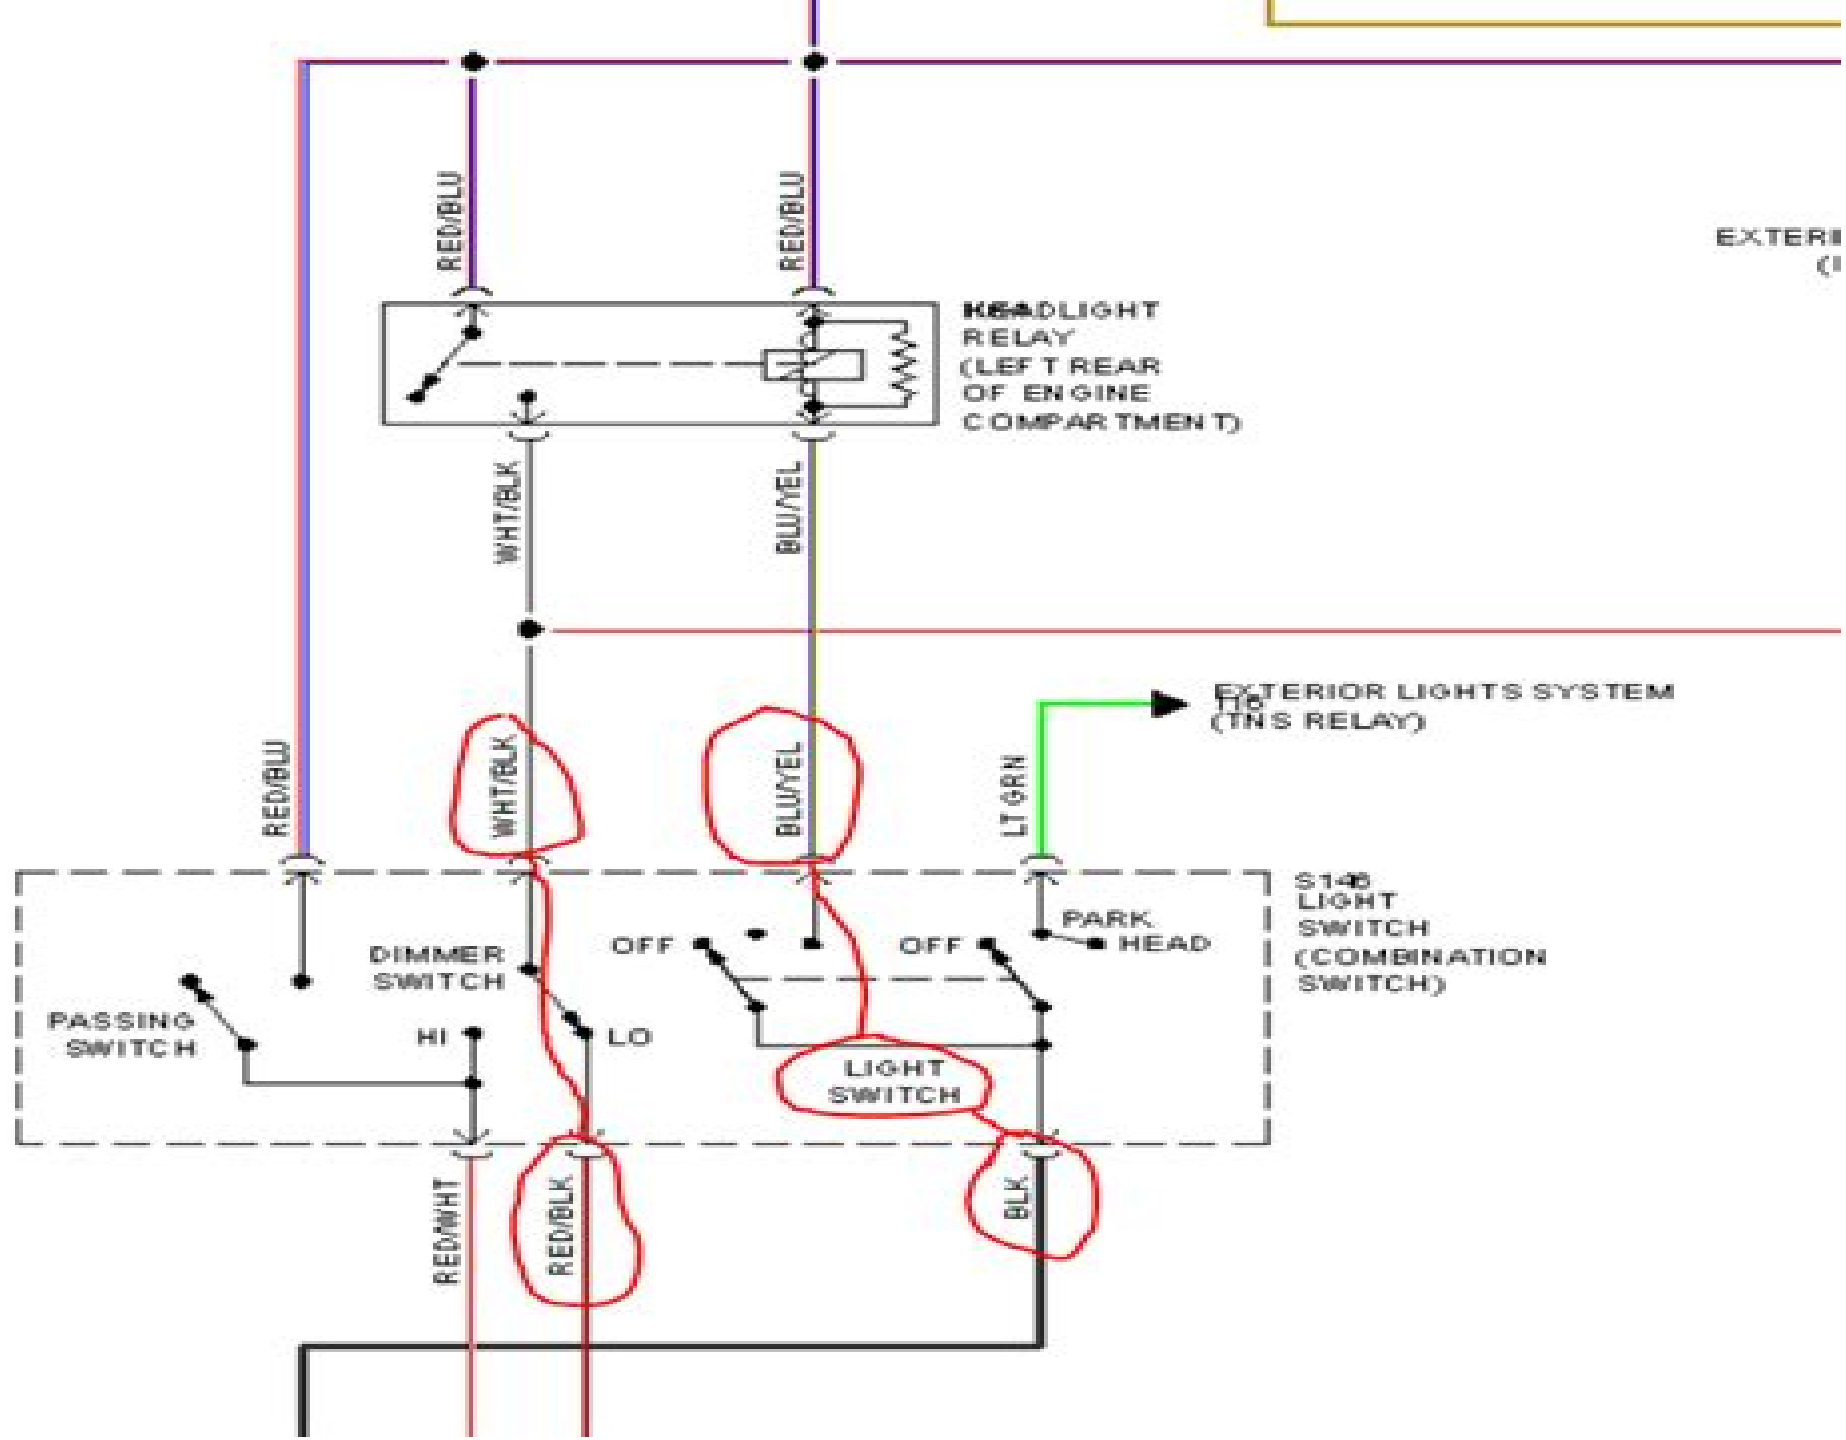 RED/BLU
RED/BLU
EXTERI
HEADLIGHT
RELAY
(LEFT REAR
OF ENGINE
COMPARTMENT)
WHT/BLK
BLU/YEL
EXTERIOR LIGHTS SYSTEM
(TNS RELAY)
RED/BLU
WHT/BLK
BLU/YEL
LT GRN
LIGHT
SWITCH
(COMBINATION
SWITCH)
PARK
HEAD
OFF
OFF
DIMMER
SWITCH
PASSING
SWITCH
HI
LO
LIGHT
SWITCH
RED/WHT
RED/BLK
BLK